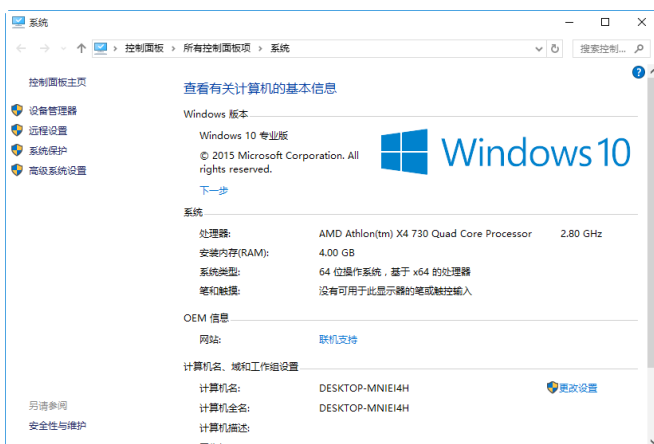 系统
控制面板 › 所有控制面板项 › 系统
搜索控制...
控制面板主页
设备管理器
远程设置
系统保护
高级系统设置
另请参阅
安全性与维护
查看有关计算机的基本信息
Windows 版本
Windows 10 专业版
© 2015 Microsoft Corporation. All
rights reserved.
下一步
Windows 10
系统
处理器: AMD Athlon(tm) X4 730 Quad Core Processor 2.80 GHz
安装内存(RAM): 4.00 GB
系统类型: 64 位操作系统，基于 x64 的处理器
笔和触摸: 没有可用于此显示器的笔或触控输入
OEM 信息
网站: 联机支持
计算机名、域和工作组设置
计算机名: DESKTOP-MNIEI4H 更改设置
计算机全名: DESKTOP-MNIEI4H
计算机描述: